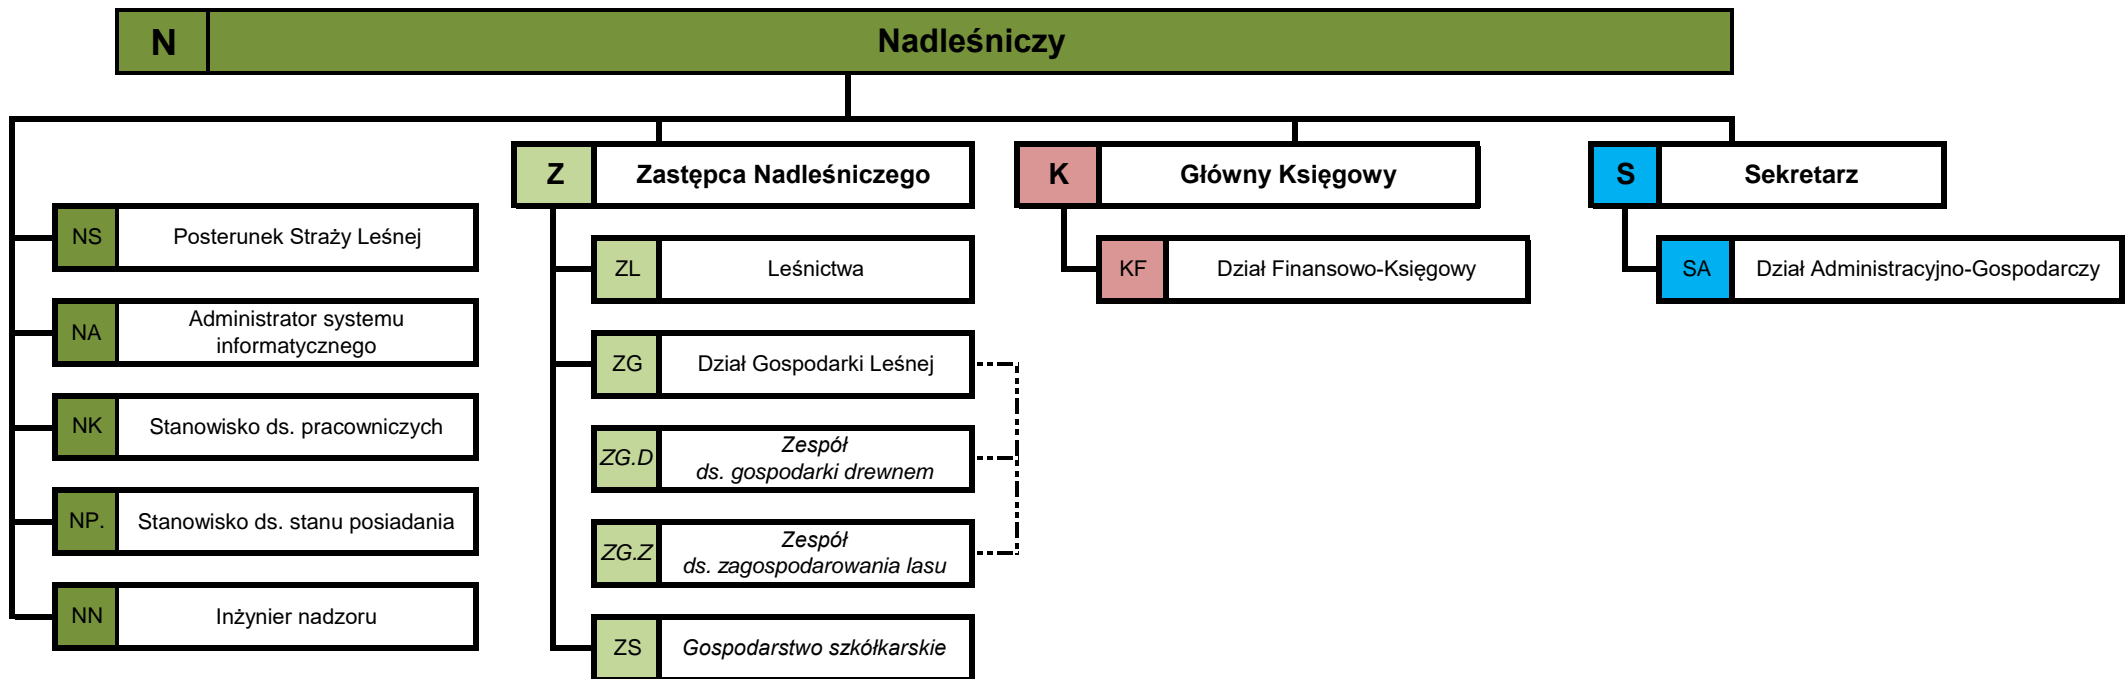 N Nadleśniczy
Z Zastępca Nadleśniczego
K Główny Księgowy
S Sekretarz
NS Posterunek Straży Leśnej
NA Administrator systemu
informatycznego
NK Stanowisko ds. pracowniczych
NP. Stanowisko ds. stanu posiadania
NN Inżynier nadzoru
ZL Leśnictwa
ZG Dział Gospodarki Leśnej
ZG.D Zespół
ds. gospodarki drewnem
ZG.Z Zespół
ds. zagospodarowania lasu
ZS Gospodarstwo szkółkarskie
KF Dział Finansowo-Księgowy
SA Dział Administracyjno-Gospodarczy